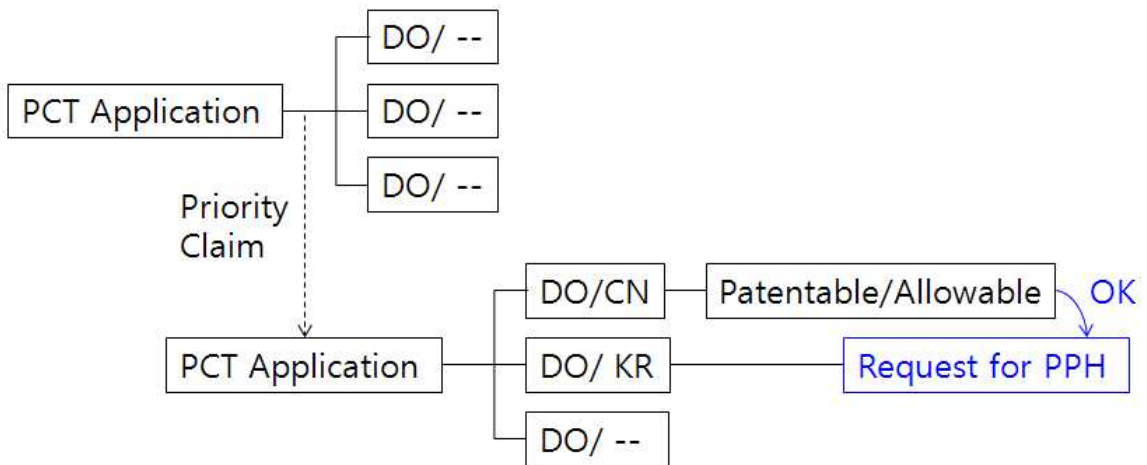 DO/ --
PCT Application
DO/ --
DO/ --
Priority
Claim
DO/CN
Patentable/Allowable
OK
PCT Application
DO/ KR
Request for PPH
DO/ --